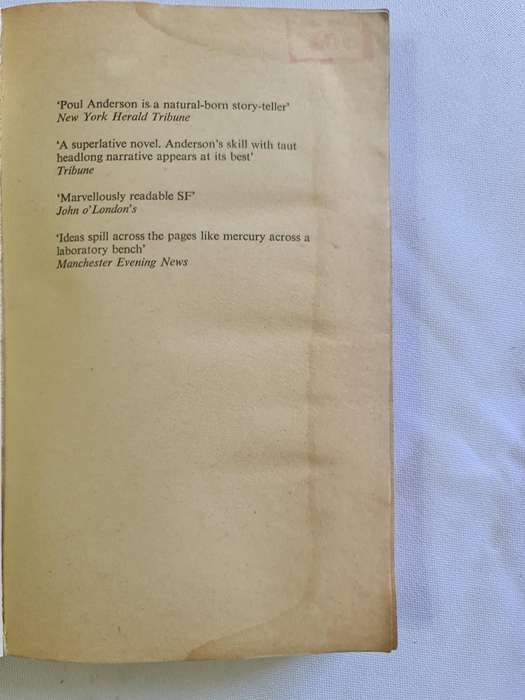 ‘Poul Anderson is a natural-born story-teller’
New York Herald Tribune
‘A superlative novel. Anderson’s skill with taut
headlong narrative appears at its best’
Tribune
‘Marvellously readable SF’
John o’London’s
‘Ideas spill across the pages like mercury across a
laboratory bench’
Manchester Evening News